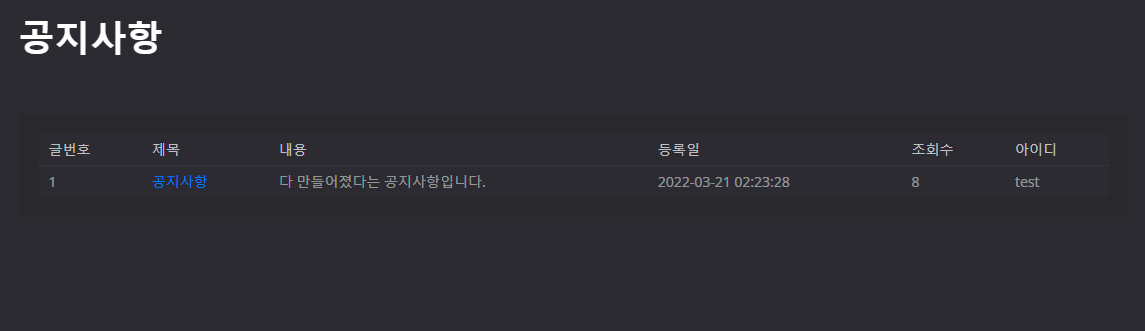 공지사항
글번호 제목 내용 등록일 조회수 아이디
1 공지사항 다 만들어졌다는 공지사항입니다. 2022-03-21 02:23:28 8 test